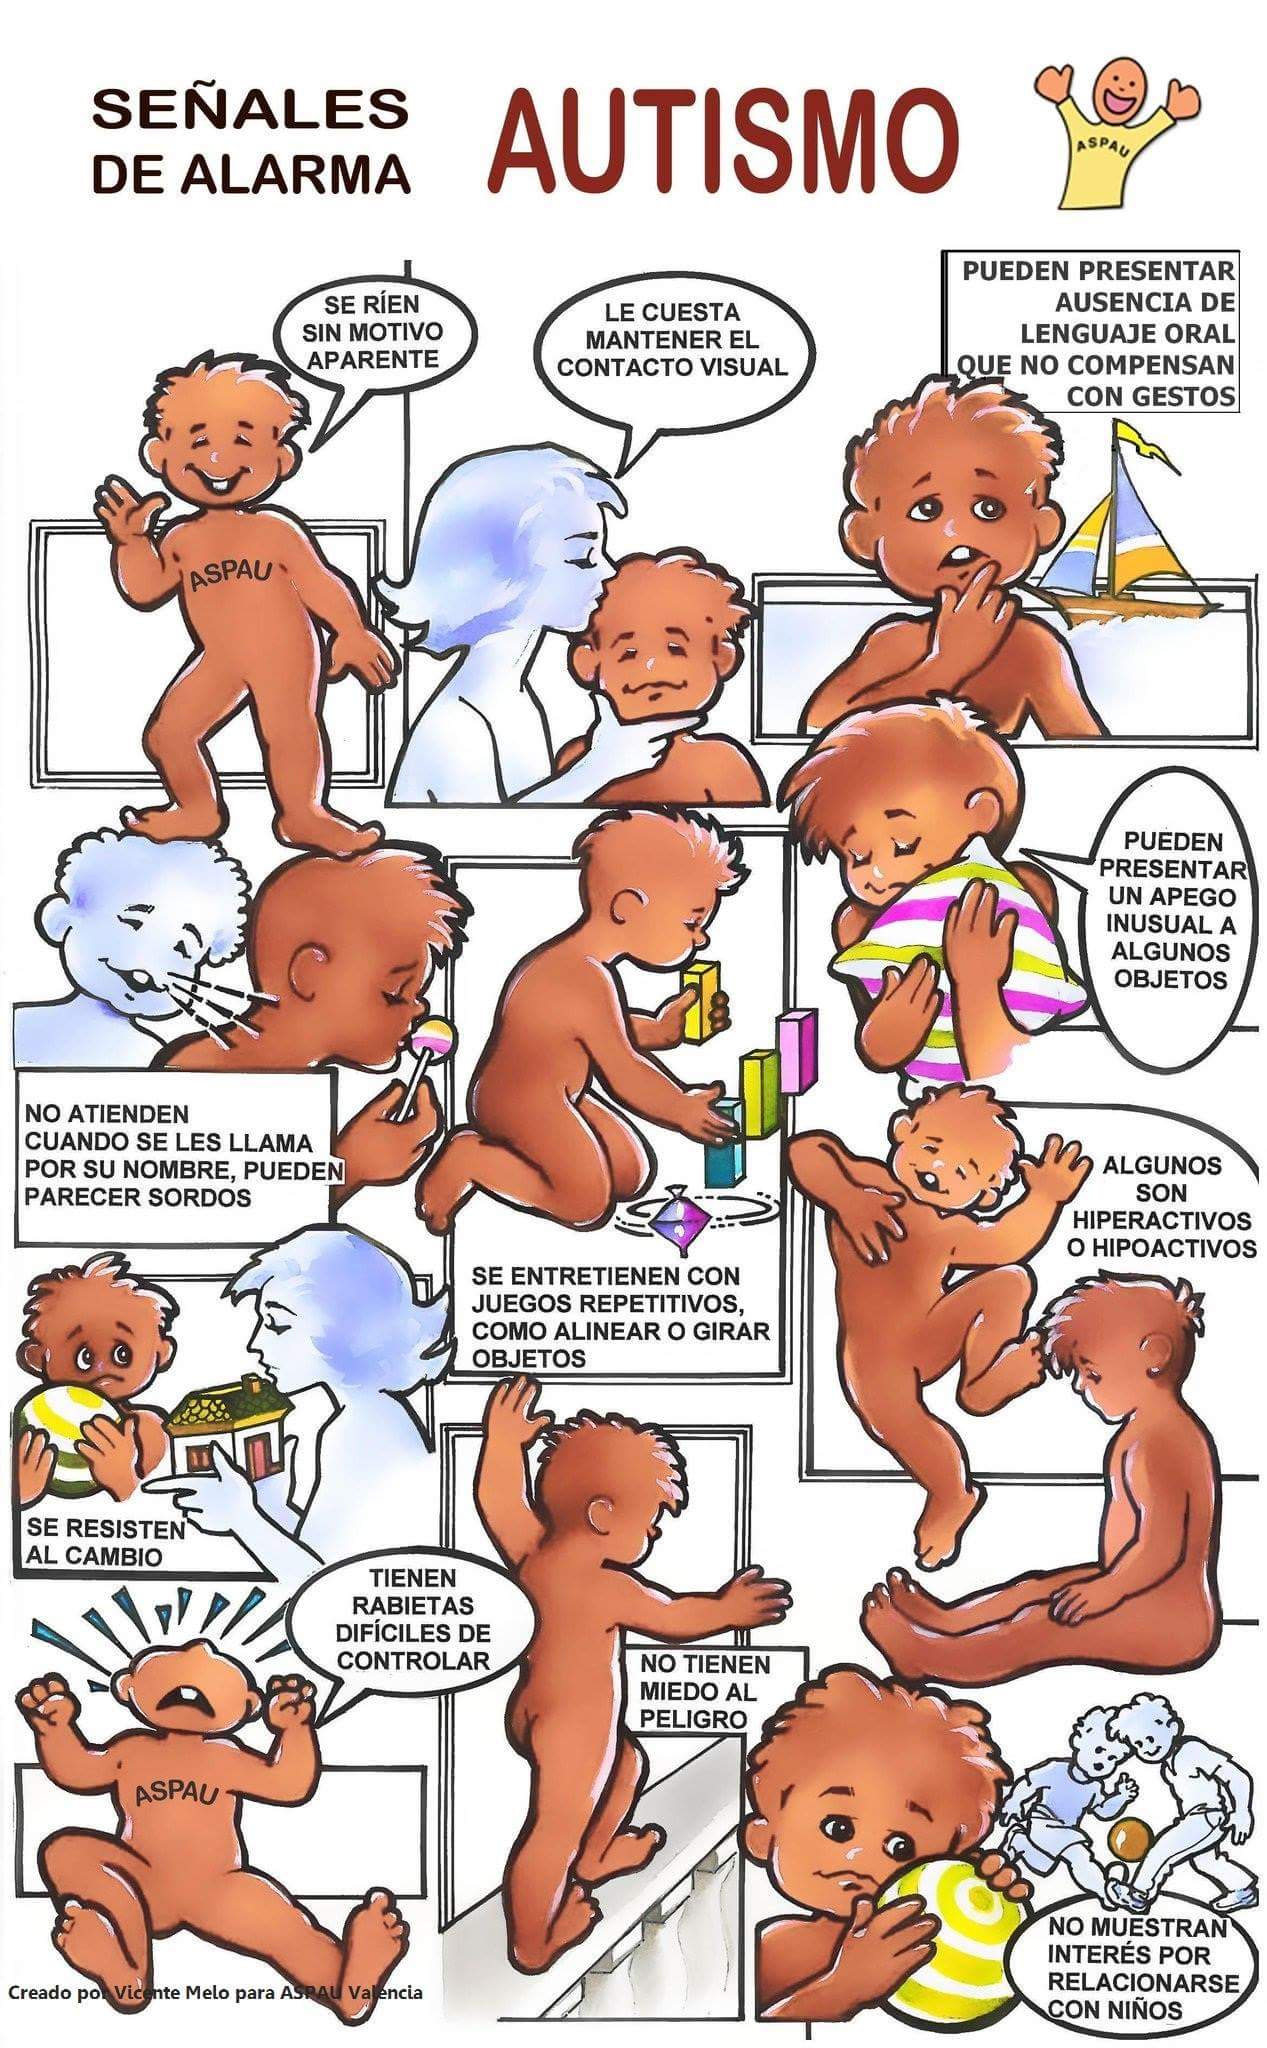 SEÑALES
DE ALARMA
AUTISMO
ASPAU
SE RÍEN
SIN MOTIVO
APARENTE
LE CUESTA
MANTENER EL
CONTACTO VISUAL
PUEDEN PRESENTAR
AUSENCIA DE
LENGUAJE ORAL
QUE NO COMPENSAN
CON GESTOS
ASPAU
PUEDEN
PRESENTAR
UN APEGO
INUSUAL A
ALGUNOS
OBJETOS
NO ATIENDEN
CUANDO SE LES LLAMA
POR SU NOMBRE, PUEDEN
PARECER SORDOS
SE ENTRETIENEN CON
JUEGOS REPETITIVOS,
COMO ALINEAR O GIRAR
OBJETOS
ALGUNOS
SON
HIPERACTIVOS
O HIPOACTIVOS
SE RESISTEN
AL CAMBIO
TIENEN
RABIETAS
DIFÍCILES DE
CONTROLAR
NO TIENEN
MIEDO AL
PELIGRO
ASPAU
NO MUESTRAN
INTERÉS POR
RELACIONARSE
CON NIÑOS
Creado por Vicente Melo para ASPAU Valencia